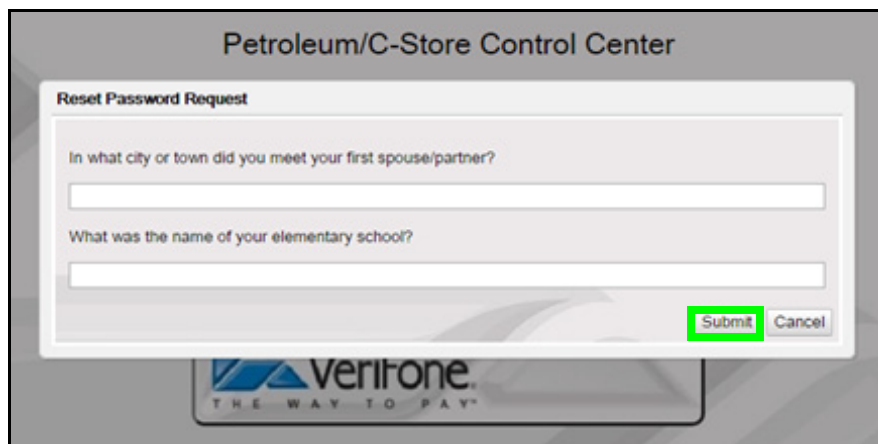 Petroleum/C-Store Control Center
Reset Password Request
In what city or town did you meet your first spouse/partner?
What was the name of your elementary school?
Submit Cancel
Verifone.
THE WAY TO PAY™